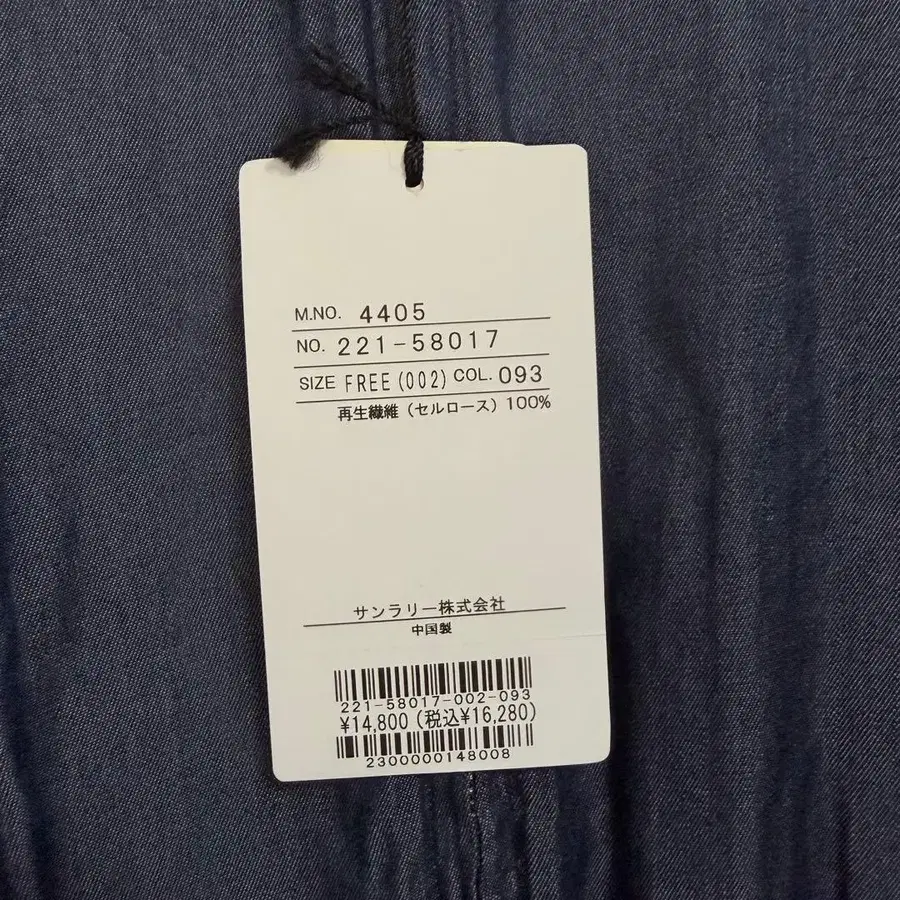 M.NO. 4405
NO. 221-58017
SIZE FREE(002) COL. 093
再生繊維（セルロース）100%
サンラリー株式会社
中国製
221-58017-002-093
¥14,800(税込¥16,280)
2300000148008